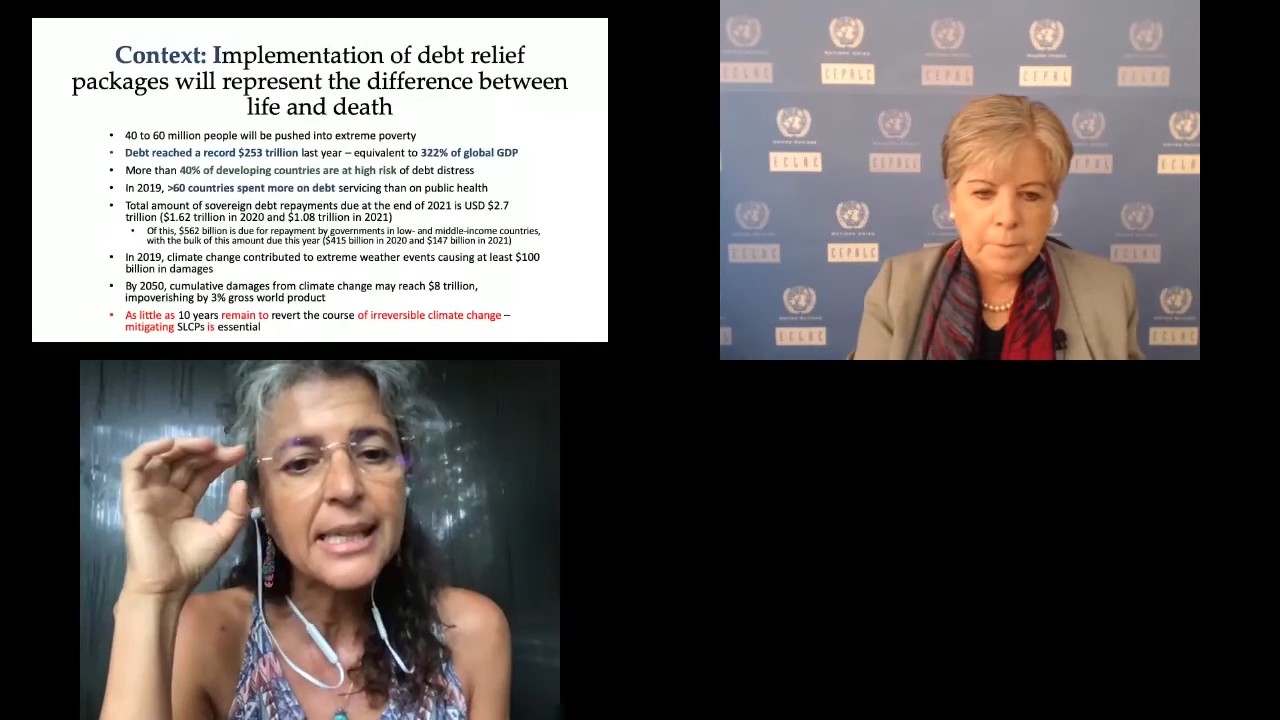 Context: Implementation of debt relief
packages will represent the difference between
life and death
• 40 to 60 million people will be pushed into extreme poverty
• Debt reached a record $253 trillion last year – equivalent to 322% of global GDP
• More than 40% of developing countries are at high risk of debt distress
• In 2019, >60 countries spent more on debt servicing than on public health
• Total amount of sovereign debt repayments due at the end of 2021 is USD $2.7
trillion ($1.62 trillion in 2020 and $1.08 trillion in 2021)
• Of this, $562 billion is due for repayment by governments in low- and middle-income countries,
with the bulk of this amount due this year ($415 billion in 2020 and $147 billion in 2021)
• In 2019, climate change contributed to extreme weather events causing at least $100
billion in damages
• By 2050, cumulative damages from climate change may reach $8 trillion,
impoverishing by 3% gross world product
• As little as 10 years remain to revert the course of irreversible climate change –
mitigating SLCPs is essential
ECLAC
CEPALC
CEPAL
CEPAL
ECLAC
ECLAC
CEPALC
ECLAC
CEPAL
CEPALC
ECLAC
ECLAC